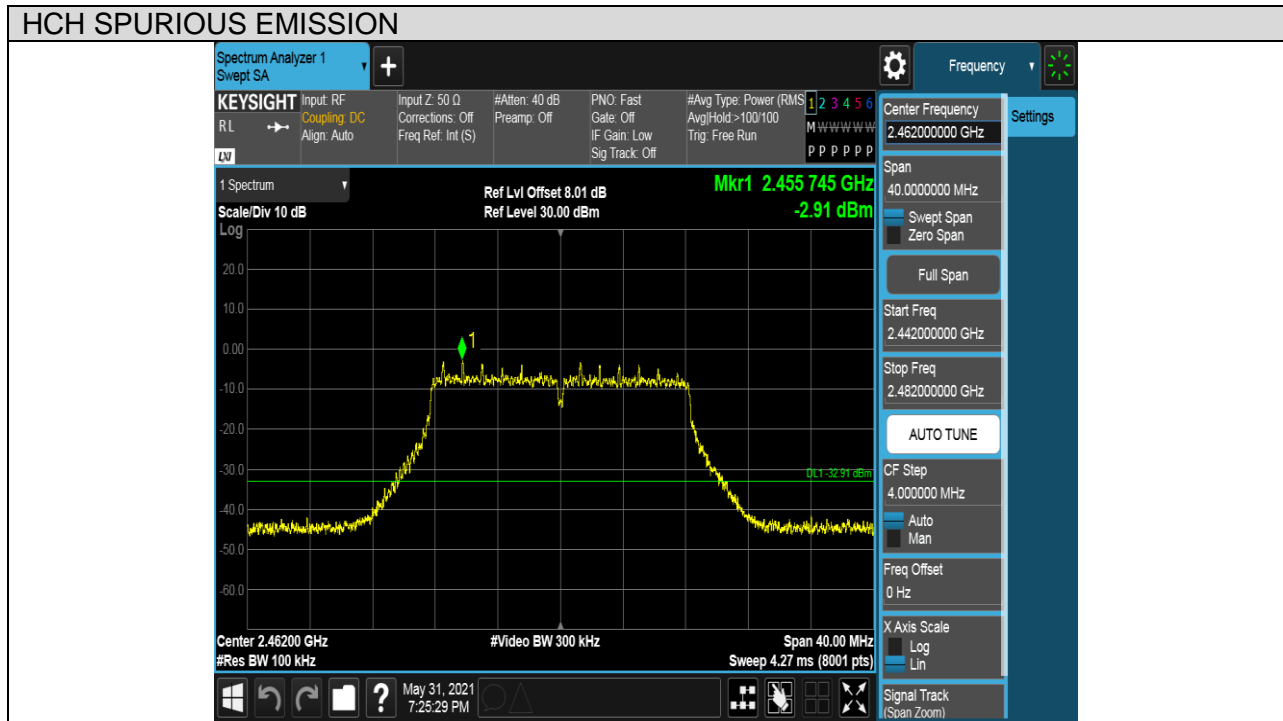 HCH SPURIOUS EMISSION
Spectrum Analyzer 1
Swept SA
Frequency
KEYSIGHT
RL
LXI
Input: RF
Coupling: DC
Align: Auto
Input Z: 50 Ω
Corrections: Off
Freq Ref: Int (S)
#Atten: 40 dB
Preamp: Off
PNO: Fast
Gate: Off
IF Gain: Low
Sig Track: Off
#Avg Type: Power (RMS
Avg|Hold:>100/100
Trig: Free Run
1 2 3 4 5 6
M W W W W W
P P P P P P
1 Spectrum
Scale/Div 10 dB
Ref Lvl Offset 8.01 dB
Ref Level 30.00 dBm
Mkr1 2.455 745 GHz
-2.91 dBm
Log
20.0
10.0
0.00
-10.0
-20.0
-30.0
-40.0
-50.0
-60.0
1
DL1 -32.91 dBm
Center 2.46200 GHz
#Res BW 100 kHz
#Video BW 300 kHz
Span 40.00 MHz
Sweep 4.27 ms (8001 pts)
Center Frequency
2.462000000 GHz
Settings
Span
40.0000000 MHz
Swept Span
Zero Span
Full Span
Start Freq
2.442000000 GHz
Stop Freq
2.482000000 GHz
AUTO TUNE
CF Step
4.000000 MHz
Auto
Man
Freq Offset
0 Hz
X Axis Scale
Log
Lin
Signal Track
(Span Zoom)
?
May 31, 2021
7:25:29 PM